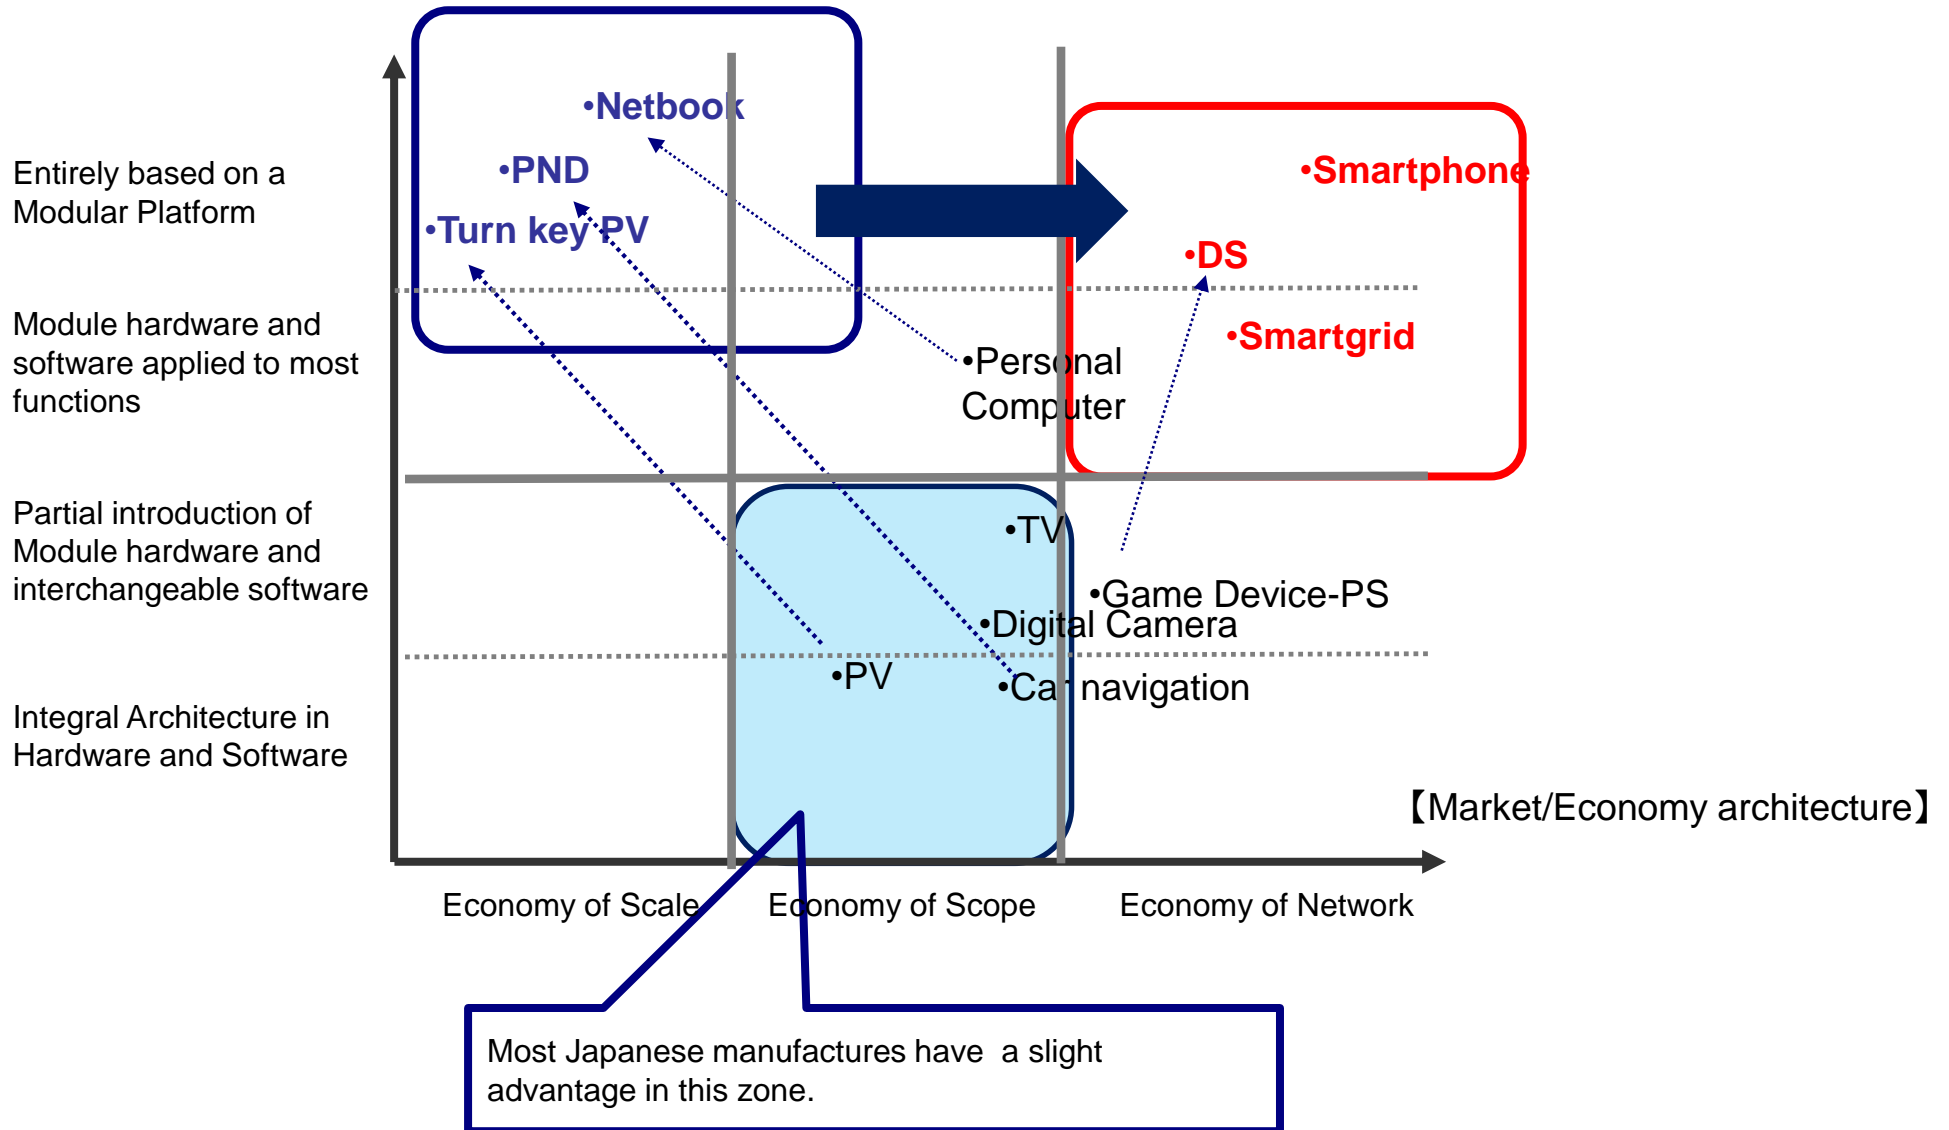 •Netbook
•PND
•Turn key PV
•Smartphone
•DS
•Smartgrid
Entirely based on a
Modular Platform
Module hardware and
software applied to most
functions
•Personal
Computer
Partial introduction of
Module hardware and
interchangeable software
•TV
•Game Device-PS
•Digital Camera
•PV
•Car navigation
Integral Architecture in
Hardware and Software
【Market/Economy architecture】
Economy of Scale
Economy of Scope
Economy of Network
Most Japanese manufactures have  a slight
advantage in this zone.